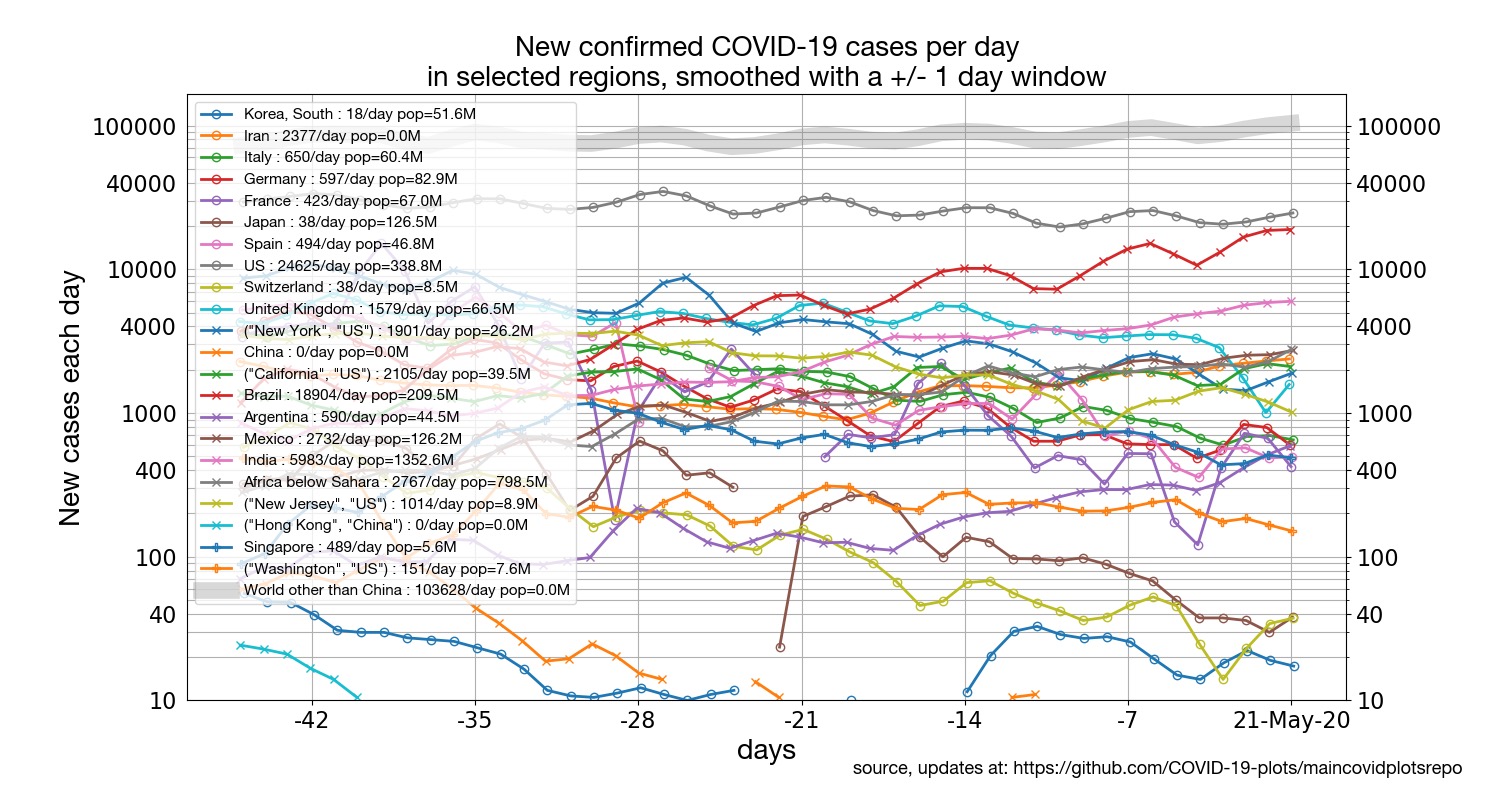 New confirmed COVID-19 cases per day
in selected regions, smoothed with a +/- 1 day window
New cases each day
100000
40000
10000
4000
1000
400
100
40
10
Korea, South : 18/day pop=51.6M
Iran : 2377/day pop=0.0M
Italy : 650/day pop=60.4M
Germany : 597/day pop=82.9M
France : 423/day pop=67.0M
Japan : 38/day pop=126.5M
Spain : 494/day pop=46.8M
US : 24625/day pop=338.8M
Switzerland : 38/day pop=8.5M
United Kingdom : 1579/day pop=66.5M
("New York", "US") : 1901/day pop=26.2M
China : 0/day pop=0.0M
("California", "US") : 2105/day pop=39.5M
Brazil : 18904/day pop=209.5M
Argentina : 590/day pop=44.5M
Mexico : 2732/day pop=126.2M
India : 5983/day pop=1352.6M
Africa below Sahara : 2767/day pop=798.5M
("New Jersey", "US") : 1014/day pop=8.9M
("Hong Kong", "China") : 0/day pop=0.0M
Singapore : 489/day pop=5.6M
("Washington", "US") : 151/day pop=7.6M
World other than China : 103628/day pop=0.0M
100000
40000
10000
4000
1000
400
100
40
10
-42 -35 -28 -21 -14 -7 21-May-20
days
source, updates at: https://github.com/COVID-19-plots/maincovidplotsrepo